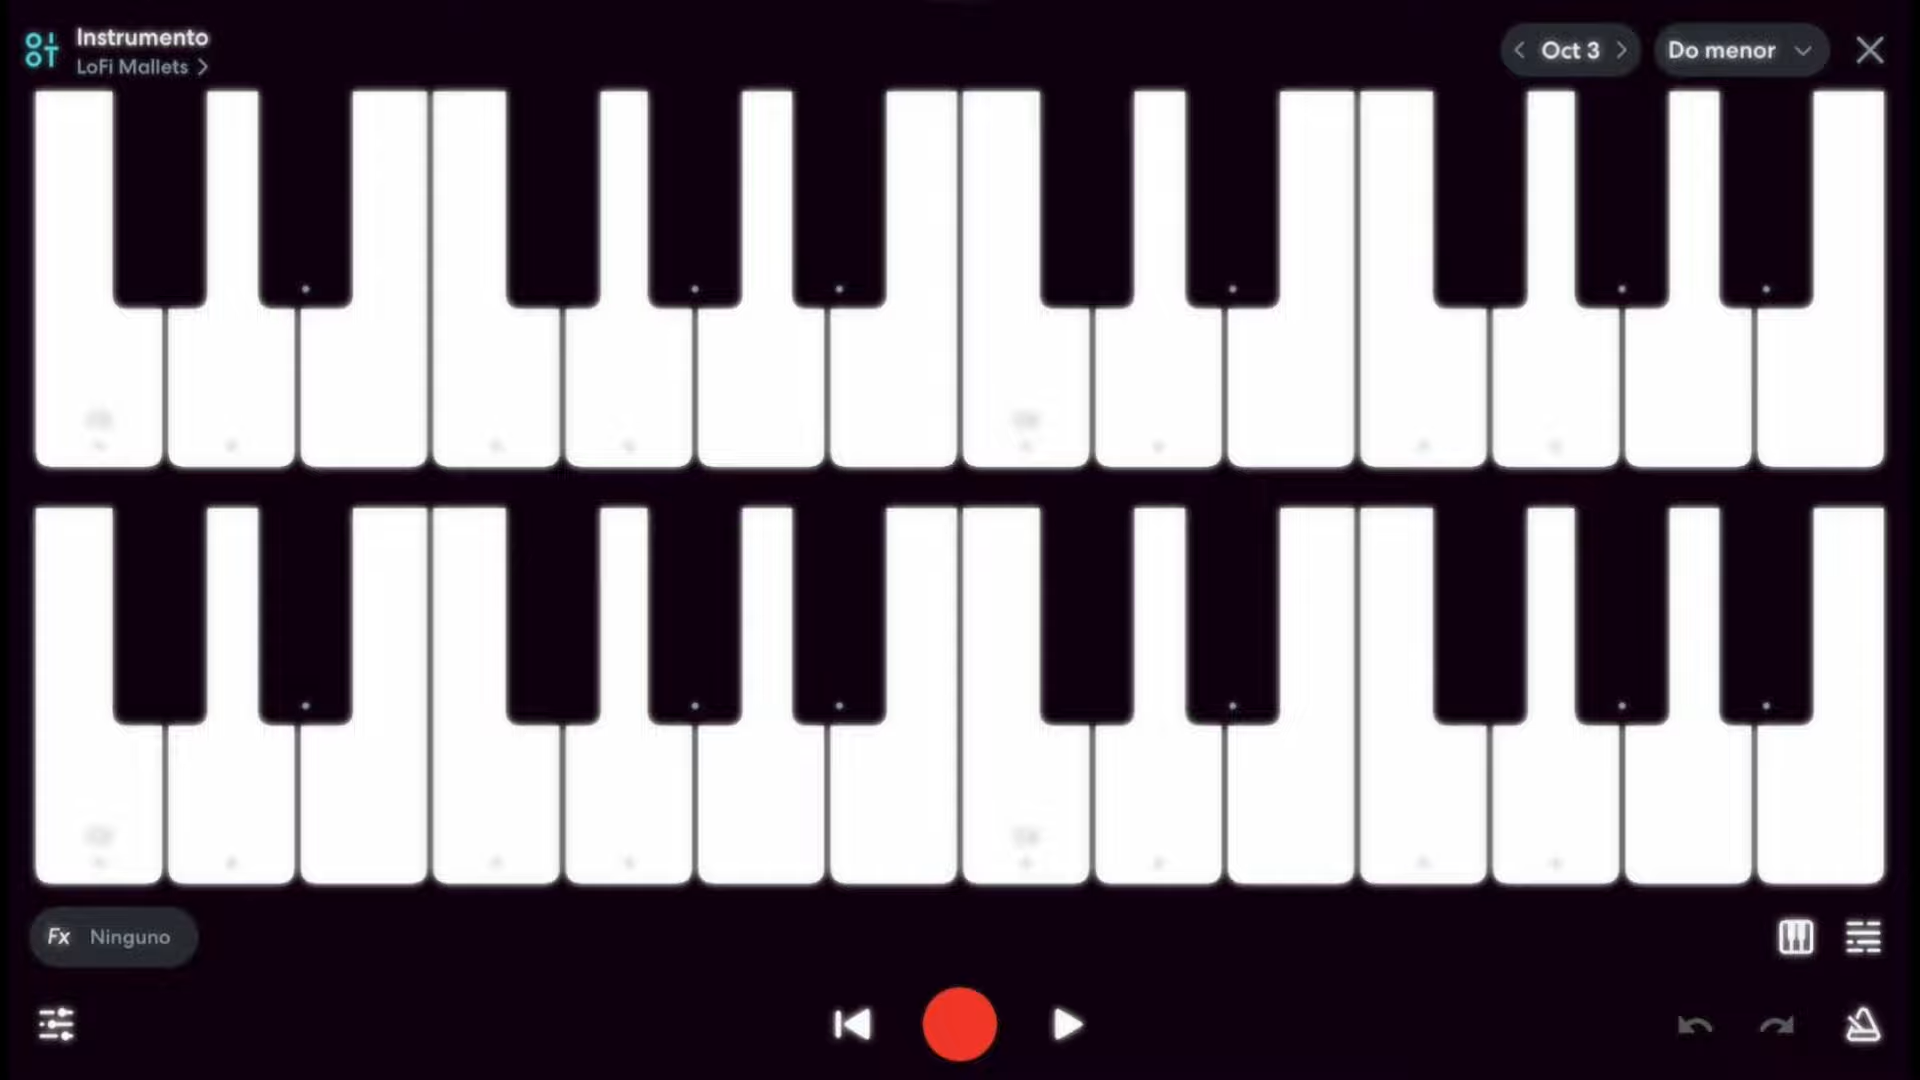 Instrumento
LoFi Mallets
Oct 3
Do menor
Fx Ninguno